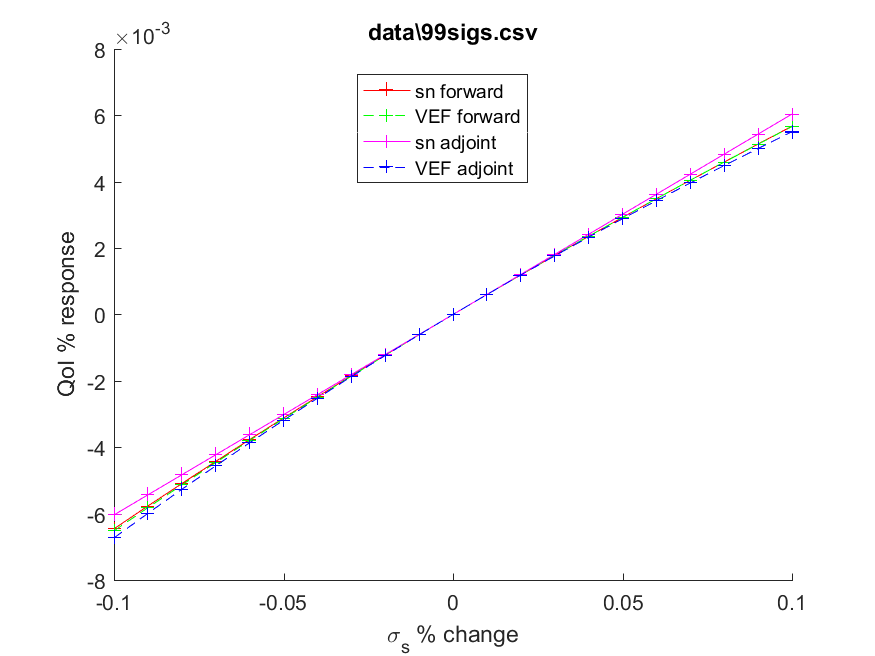 data\99sigs.csv
×10⁻³
sn forward
VEF forward
sn adjoint
VEF adjoint
8
6
4
2
0
-2
-4
-6
-8
QoI % response
-0.1
-0.05
0
0.05
0.1
σₛ % change